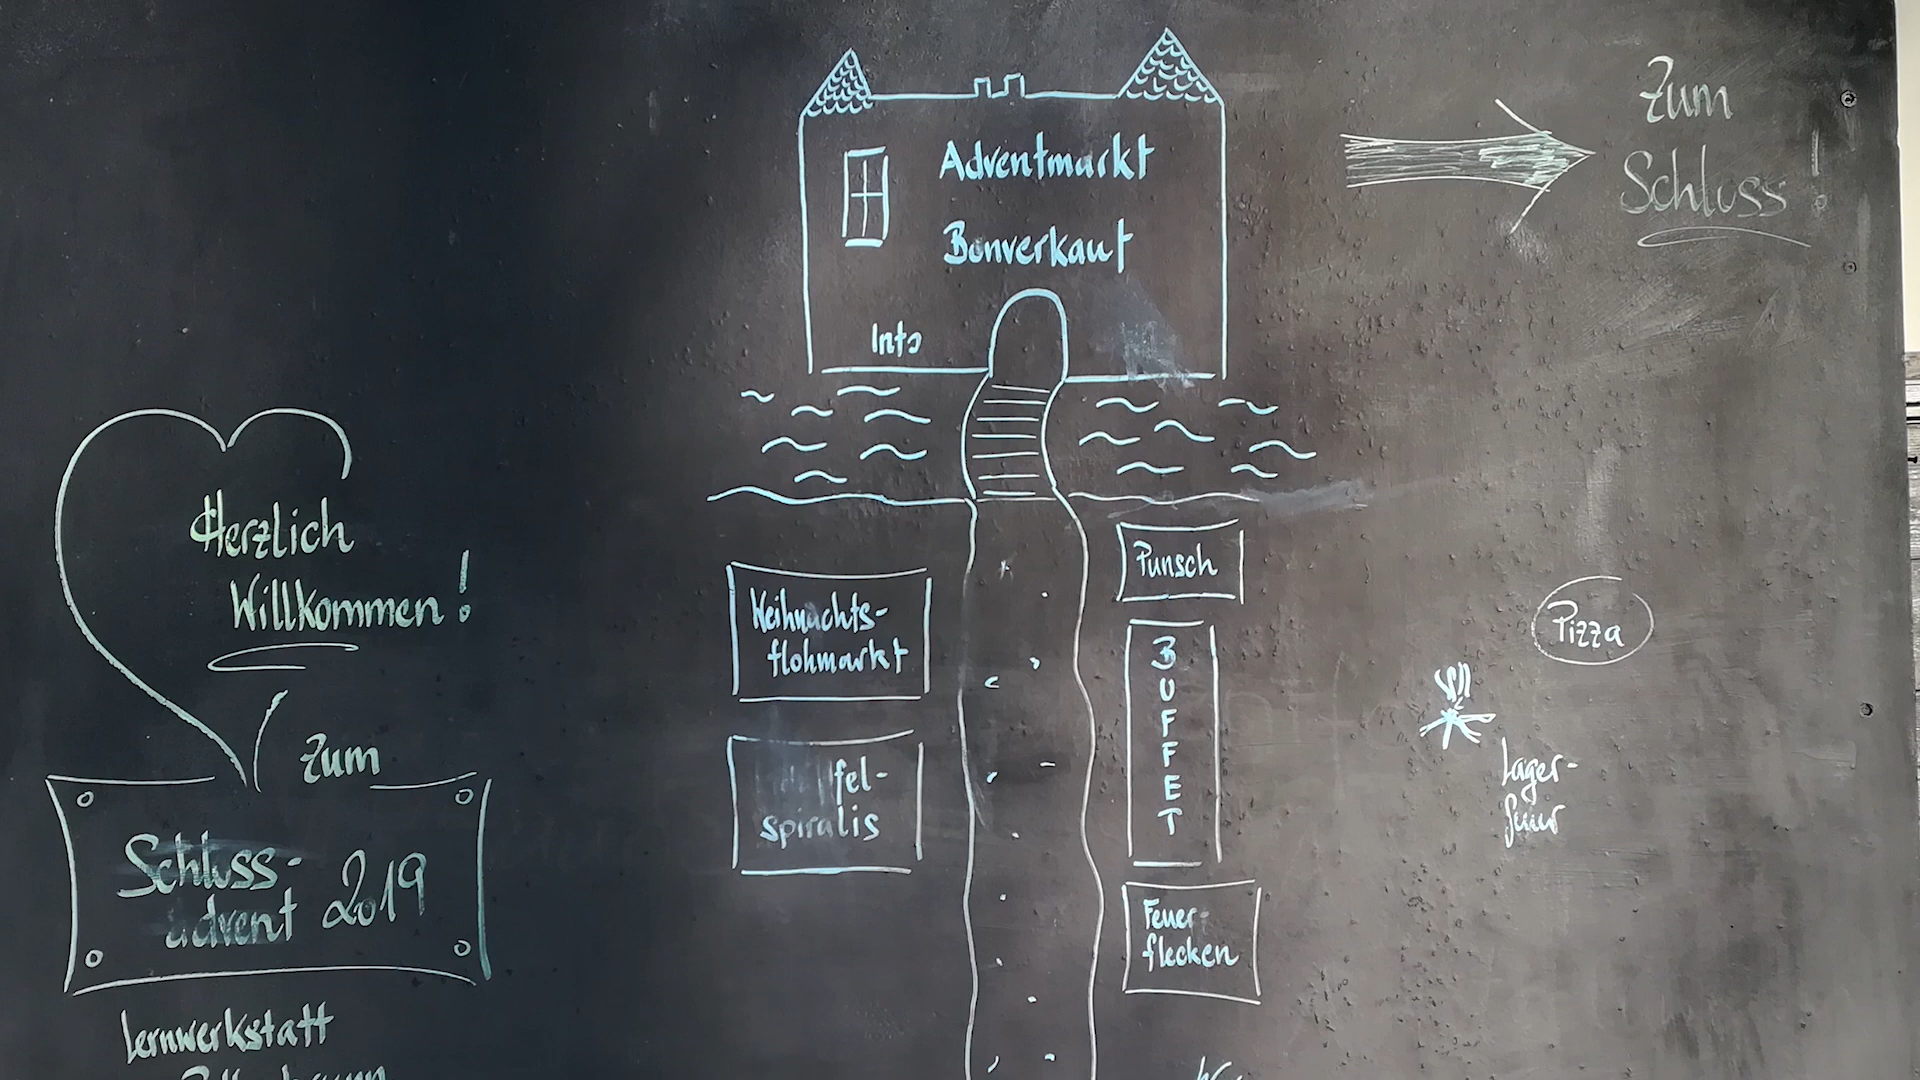 Zum
Schloss!
Adventmarkt
Bonverkauf
Info
Herzlich
Willkommen!
Zum
Schloss-
advent 2019
Lernwerkstatt
Weihnachts-
flohmarkt
fel-
spiralis
Punsch
BUFFET
Feuer-
flecken
Pizza
Lager-
feuer